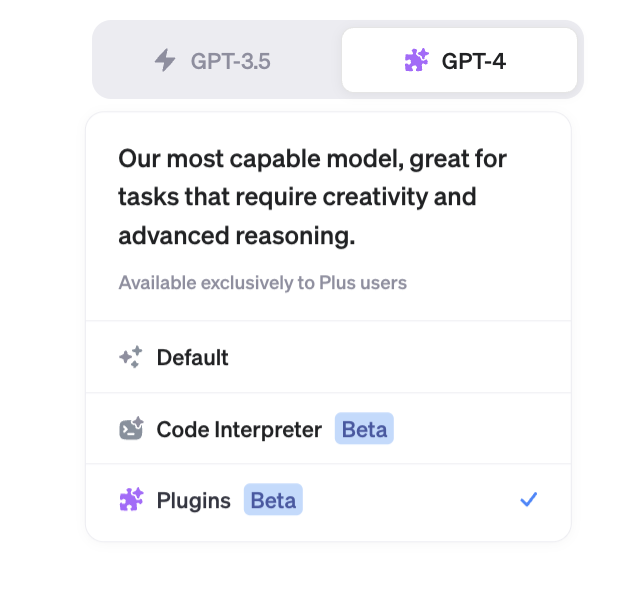 GPT-3.5
GPT-4
Our most capable model, great for
tasks that require creativity and
advanced reasoning.
Available exclusively to Plus users
Default
Code Interpreter Beta
Plugins Beta